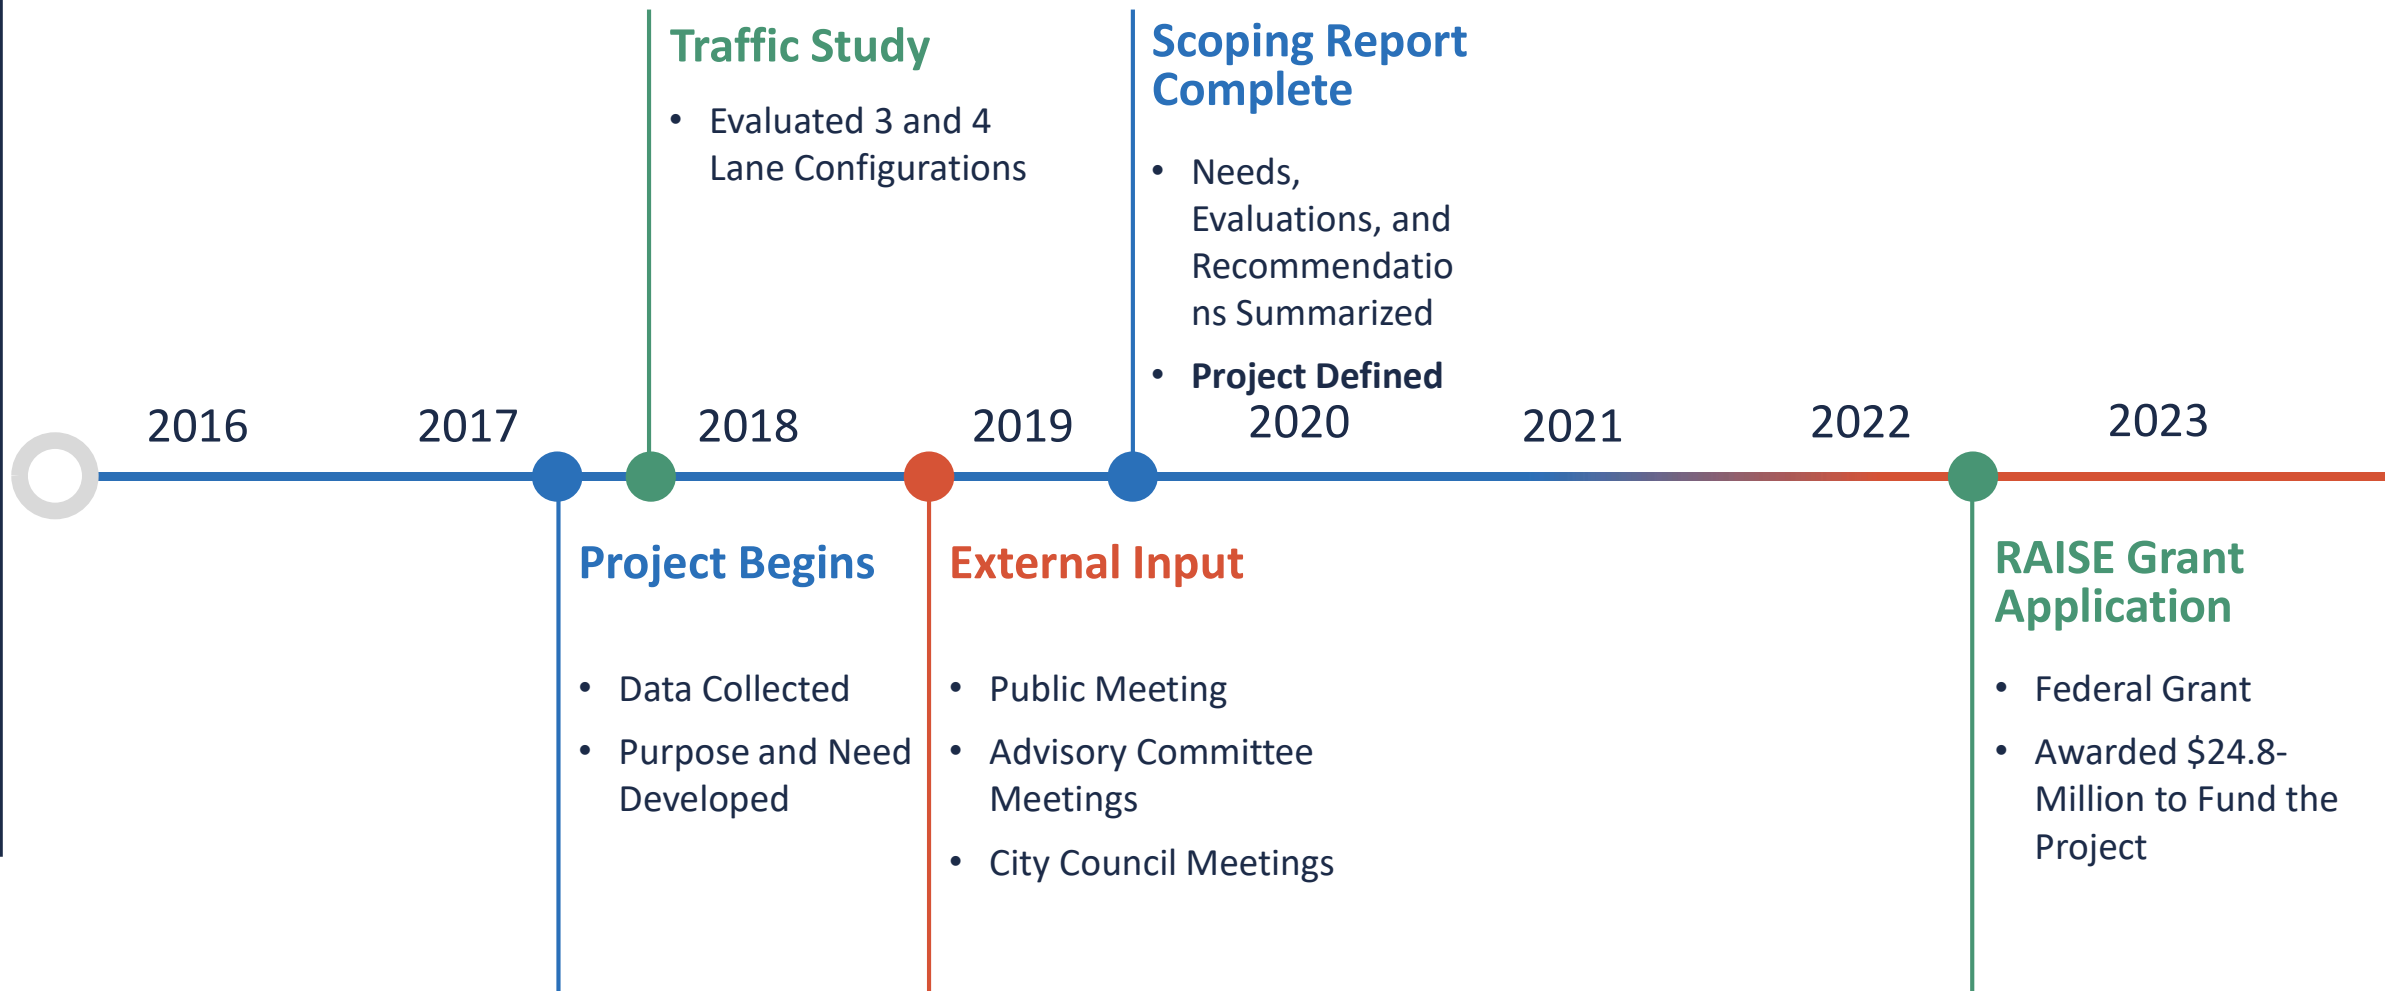 Traffic Study
• Evaluated 3 and 4
Lane Configurations
Scoping Report
Complete
• Needs,
Evaluations, and
Recommendatio
ns Summarized
• Project Defined
2016 2017 2018 2019 2020 2021 2022 2023
Project Begins
• Data Collected
• Purpose and Need
Developed
External Input
• Public Meeting
• Advisory Committee
Meetings
• City Council Meetings
RAISE Grant
Application
• Federal Grant
• Awarded $24.8-
Million to Fund the
Project